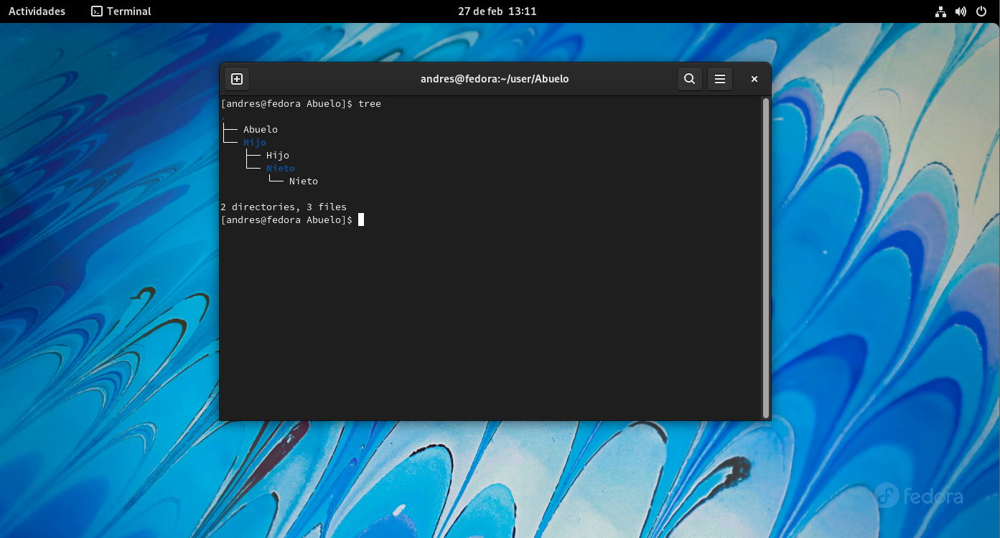 Actividades Terminal 27 de feb 13:11
andres@fedora:~/user/Abuelo
[andres@fedora Abuelo]$ tree
.
├── Abuelo
└── Hijo
    ├── Hijo
    └── Nieto
        └── Nieto
2 directories, 3 files
[andres@fedora Abuelo]$
fedora